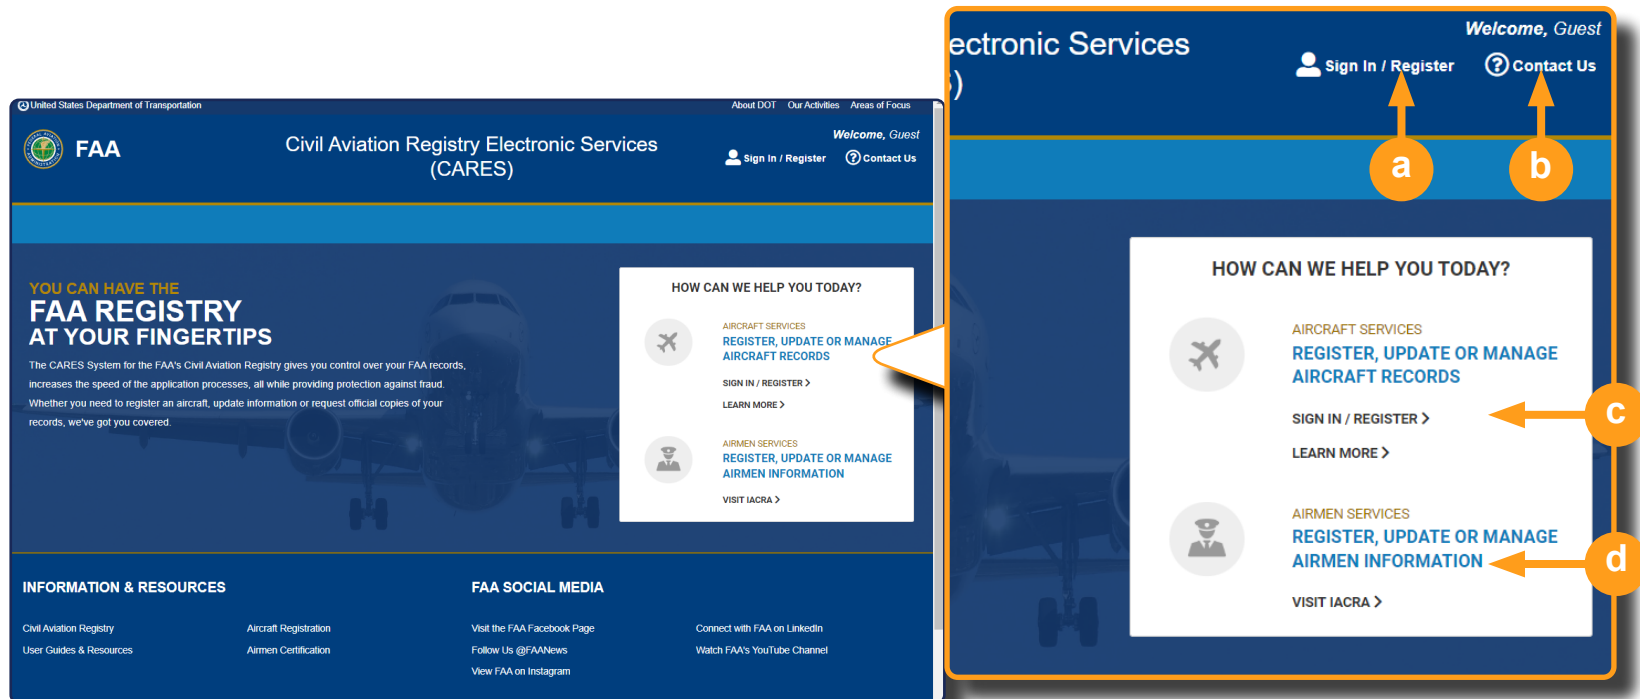 United States Department of Transportation
About DOT Our Activities Areas of Focus
FAA
Civil Aviation Registry Electronic Services
(CARES)
Welcome, Guest
Sign In / Register
Contact Us
YOU CAN HAVE THE
FAA REGISTRY
AT YOUR FINGERTIPS
The CARES System for the FAA's Civil Aviation Registry gives you control over your FAA records,
increases the speed of the application processes, all while providing protection against fraud.
Whether you need to register an aircraft, update information or request official copies of your
records, we've got you covered.
HOW CAN WE HELP YOU TODAY?
AIRCRAFT SERVICES
REGISTER, UPDATE OR MANAGE
AIRCRAFT RECORDS
SIGN IN / REGISTER >
LEARN MORE >
AIRMEN SERVICES
REGISTER, UPDATE OR MANAGE
AIRMEN INFORMATION
VISIT IACRA >
INFORMATION & RESOURCES
Civil Aviation Registry
Aircraft Registration
User Guides & Resources
Airmen Certification
FAA SOCIAL MEDIA
Visit the FAA Facebook Page
Connect with FAA on LinkedIn
Follow Us @FAANews
Watch FAA's YouTube Channel
View FAA on Instagram
ectronic Services
)
Welcome, Guest
Sign In / Register
Contact Us
a
b
HOW CAN WE HELP YOU TODAY?
AIRCRAFT SERVICES
REGISTER, UPDATE OR MANAGE
AIRCRAFT RECORDS
SIGN IN / REGISTER >
c
LEARN MORE >
AIRMEN SERVICES
REGISTER, UPDATE OR MANAGE
AIRMEN INFORMATION
d
VISIT IACRA >